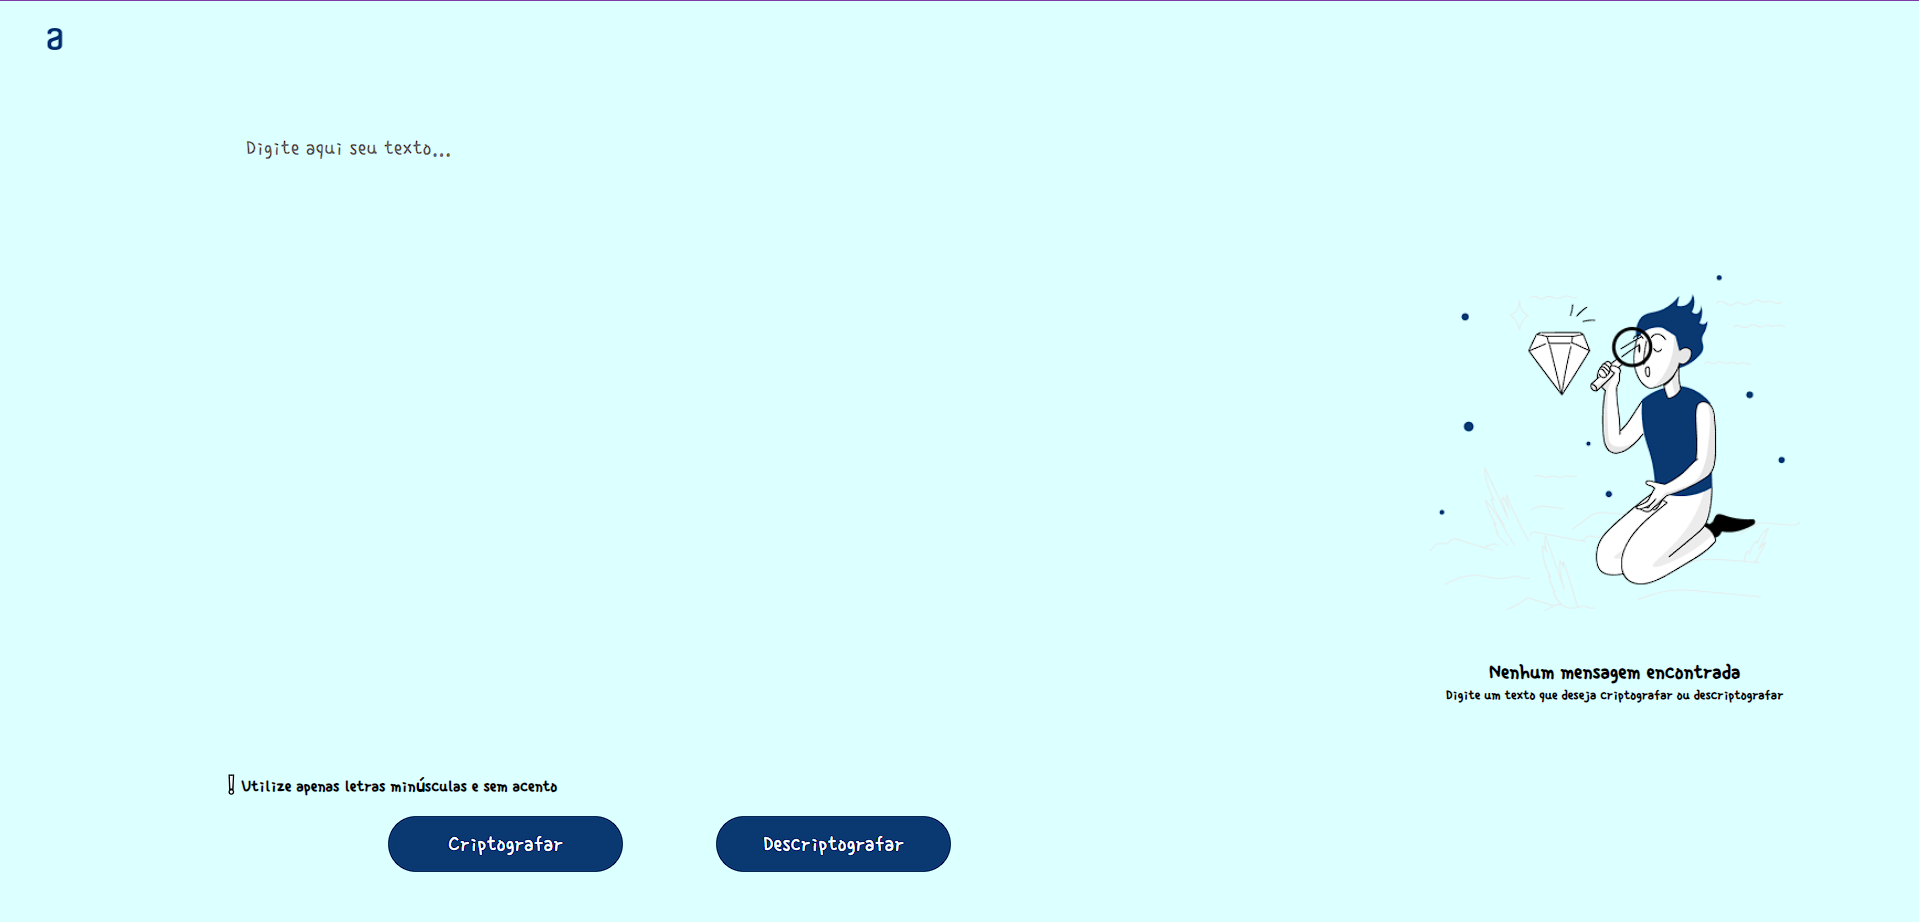 a
Digite aqui seu texto...
Nenhum mensagem encontrada
Digite um texto que deseja criptografar ou descriptografar
! Utilize apenas letras minúsculas e sem acento
Criptografar
Descriptografar